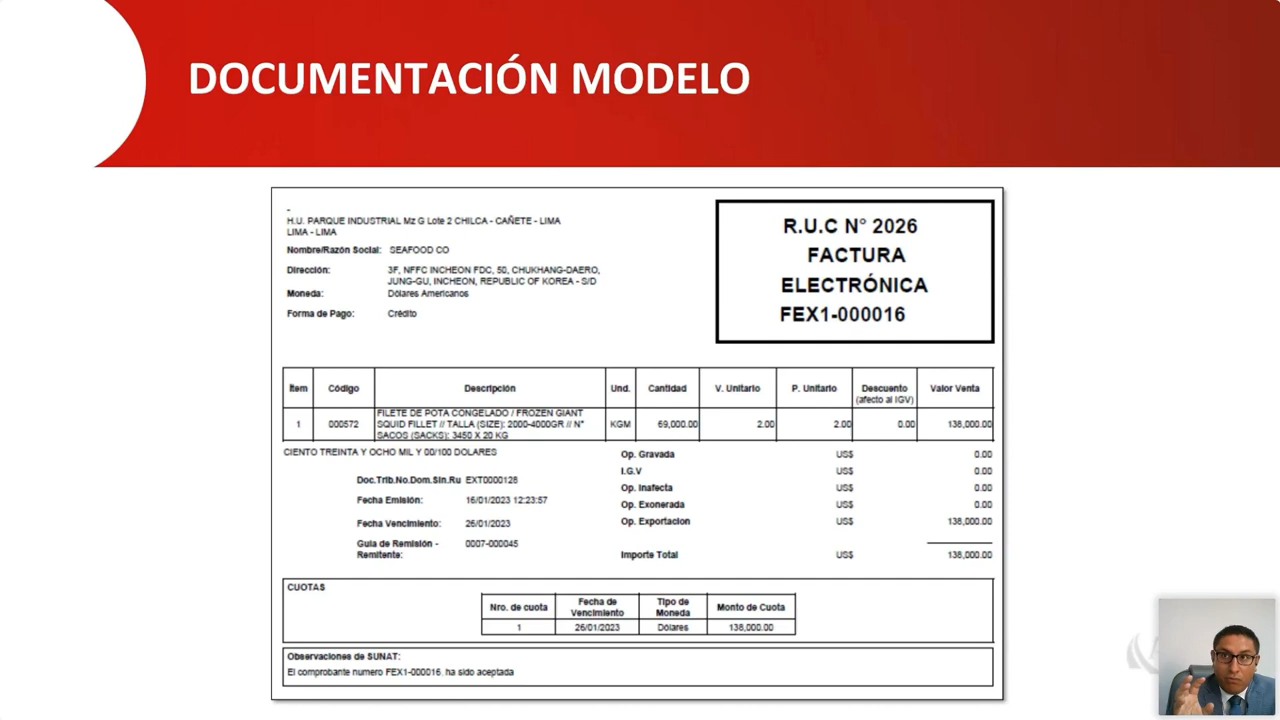 DOCUMENTACIÓN MODELO
-
H.U. PARQUE INDUSTRIAL Mz G Lote 2 CHILCA - CAÑETE - LIMA
LIMA - LIMA
Nombre/Razón Social: SEAFOOD CO
Dirección: 3F, NFFC INCHEON FDC, 50, CHUKHANG-DAERO,
JUNG-GU, INCHEON, REPUBLIC OF KOREA - S/D
Moneda: Dólares Americanos
Forma de Pago: Crédito
R.U.C N° 2026
FACTURA
ELECTRÓNICA
FEX1-000016
Item Código Descripción Und. Cantidad V. Unitario P. Unitario Descuento (afecto al IGV) Valor Venta
1 000572 FILETE DE POTA CONGELADO / FROZEN GIANT
SQUID FILLET // TALLA (SIZE): 2000-4000GR // N°
SACOS (SACKS): 3450 X 20 KG KGM 69,000.00 2.00 2.00 0.00 138,000.00
CIENTO TREINTA Y OCHO MIL Y 00/100 DOLARES
Doc.Trib.No.Dom.Sin.Ru EXT0000128
Fecha Emisión: 16/01/2023 12:23:57
Fecha Vencimiento: 26/01/2023
Guia de Remisión -
Remitente: 0007-000045
Op. Gravada US$ 0.00
I.G.V US$ 0.00
Op. Inafecta US$ 0.00
Op. Exonerada US$ 0.00
Op. Exportacion US$ 138,000.00
Importe Total US$ 138,000.00
CUOTAS
Nro. de cuota Fecha de Vencimiento Tipo de Moneda Monto de Cuota
1 26/01/2023 Dolares 138,000.00
Observaciones de SUNAT:
El comprobante numero FEX1-000016, ha sido aceptada